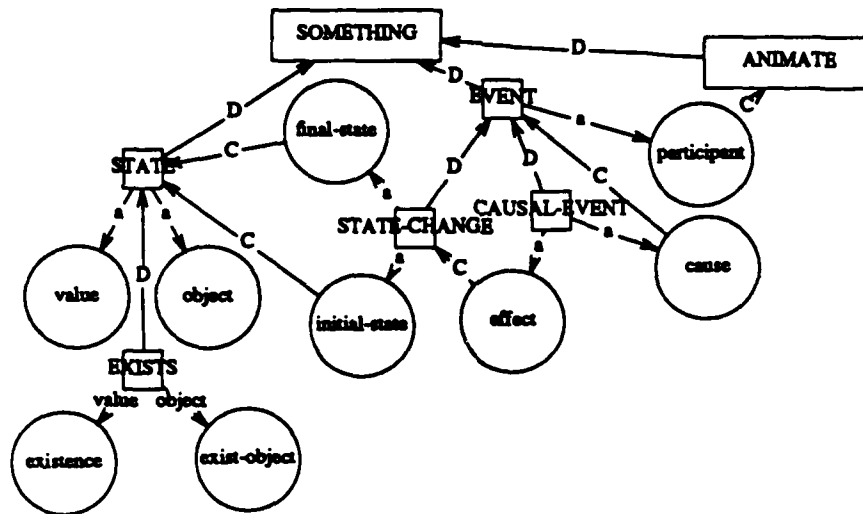 SOMETHING
D
ANIMATE
D
EVENT
C
D
final-state
a
participant
C
D
STATE
D
C
a
STATE-CHANGE
CAUSAL-EVENT
a
a
C
a
a
a
cause
value
D
object
C
initial-state
effect
EXISTS
value object
existence
exist-object